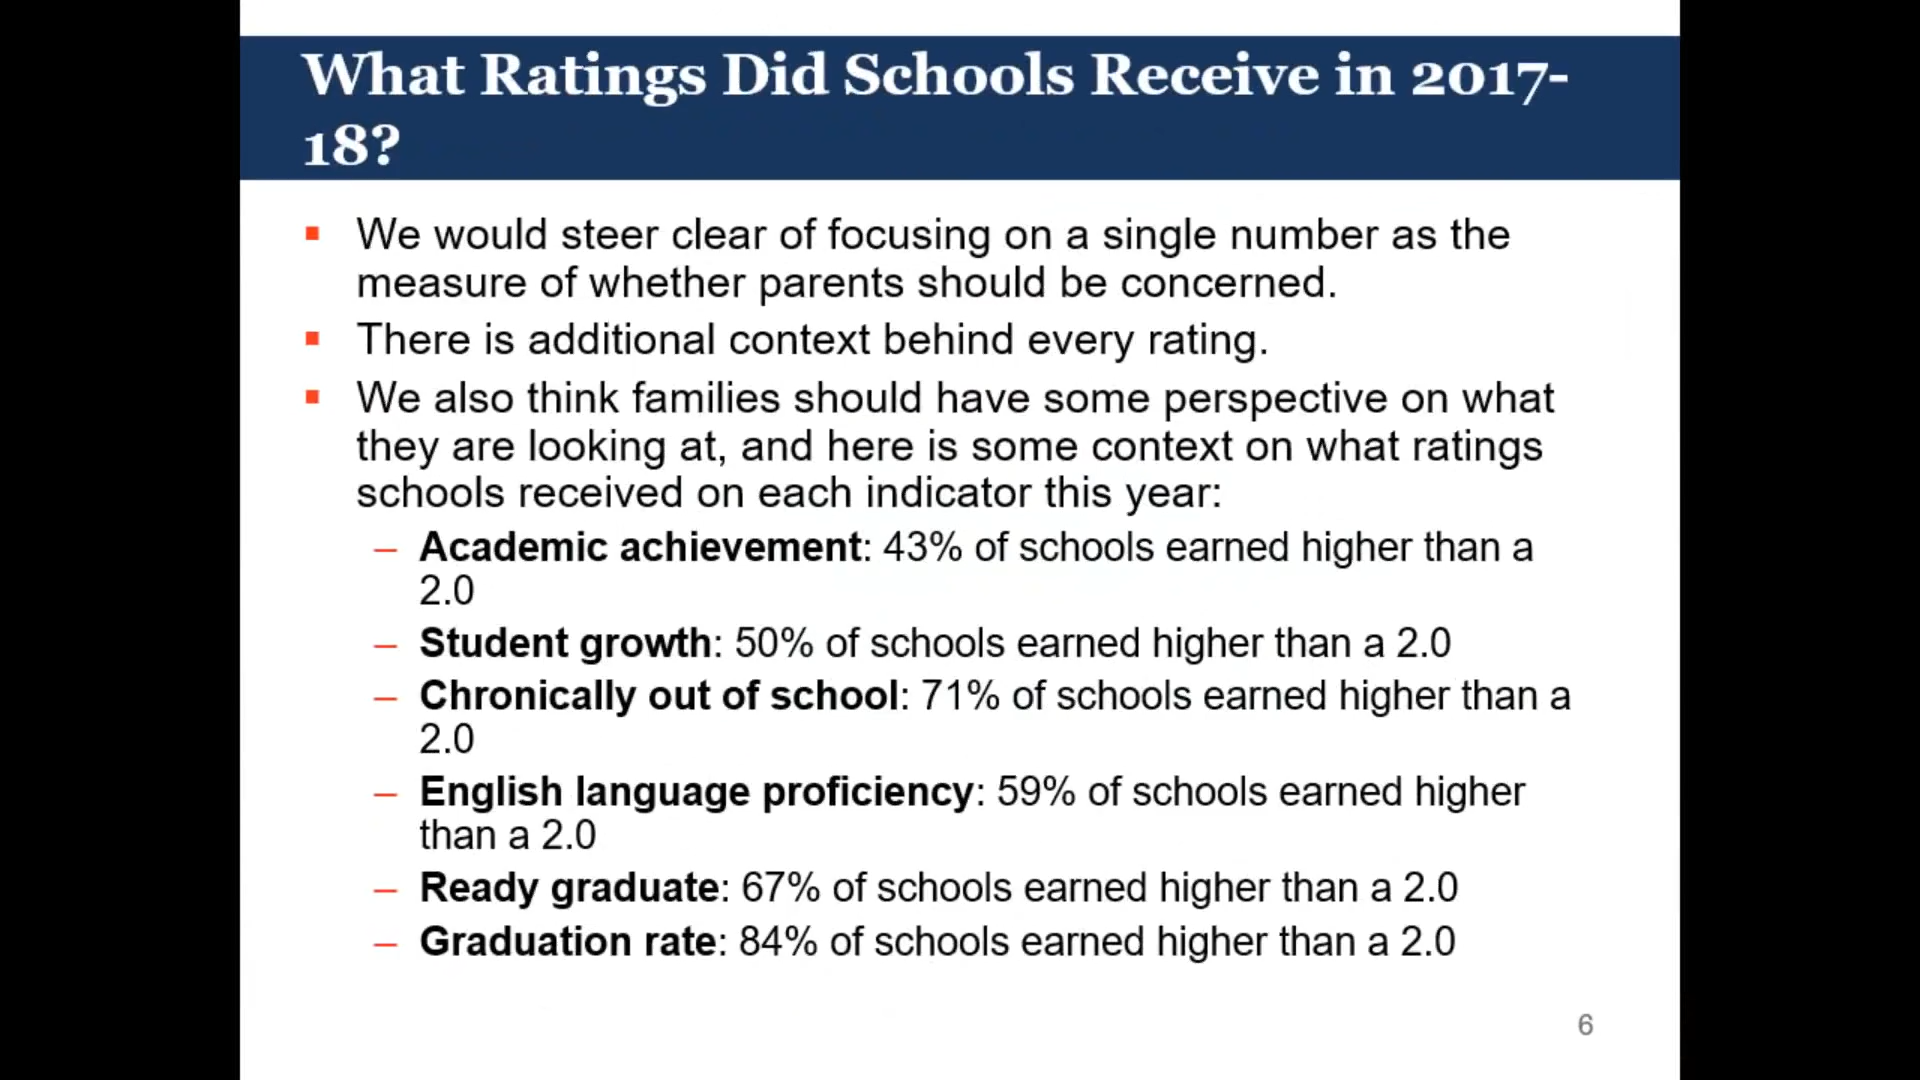 What Ratings Did Schools Receive in 2017-
18?
▪ We would steer clear of focusing on a single number as the
measure of whether parents should be concerned.
▪ There is additional context behind every rating.
▪ We also think families should have some perspective on what
they are looking at, and here is some context on what ratings
schools received on each indicator this year:
– Academic achievement: 43% of schools earned higher than a
2.0
– Student growth: 50% of schools earned higher than a 2.0
– Chronically out of school: 71% of schools earned higher than a
2.0
– English language proficiency: 59% of schools earned higher
than a 2.0
– Ready graduate: 67% of schools earned higher than a 2.0
– Graduation rate: 84% of schools earned higher than a 2.0
6